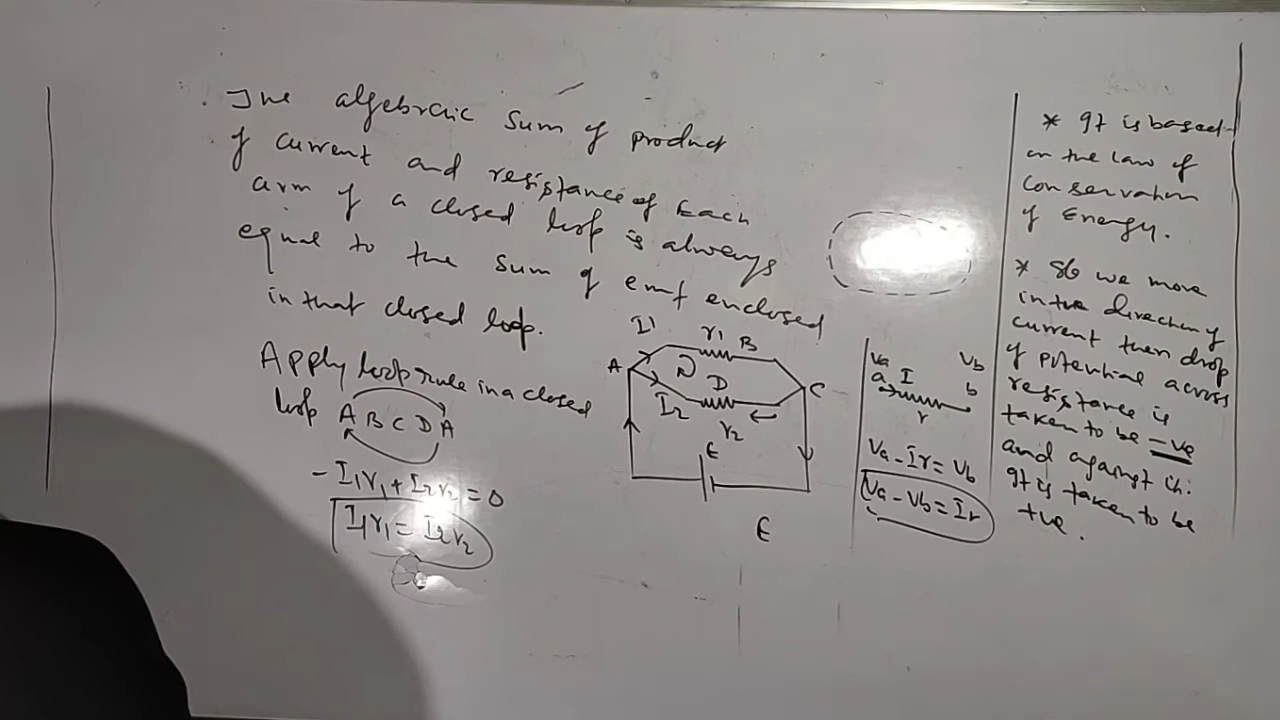 The algebraic sum of product
of current and resistance of Each
arm of a closed loop is always
equal to the sum of emf enclosed
in that closed loop.
Apply loop rule in a closed
loop A B C D A
-I1r1 + I2r2 = 0
I1r1 = I2r2
I1 r1 B
A D C
I2 r2
E
E
Va Vb
a I b
r
Va - Ir = Vb
Va - Vb = Ir
* It is based
on the law of
conservation
of Energy.
* If we move
in the direction of
current then drop
of potential across
resistance is
taken to be -ve
and against it
It is taken to be
+ve.